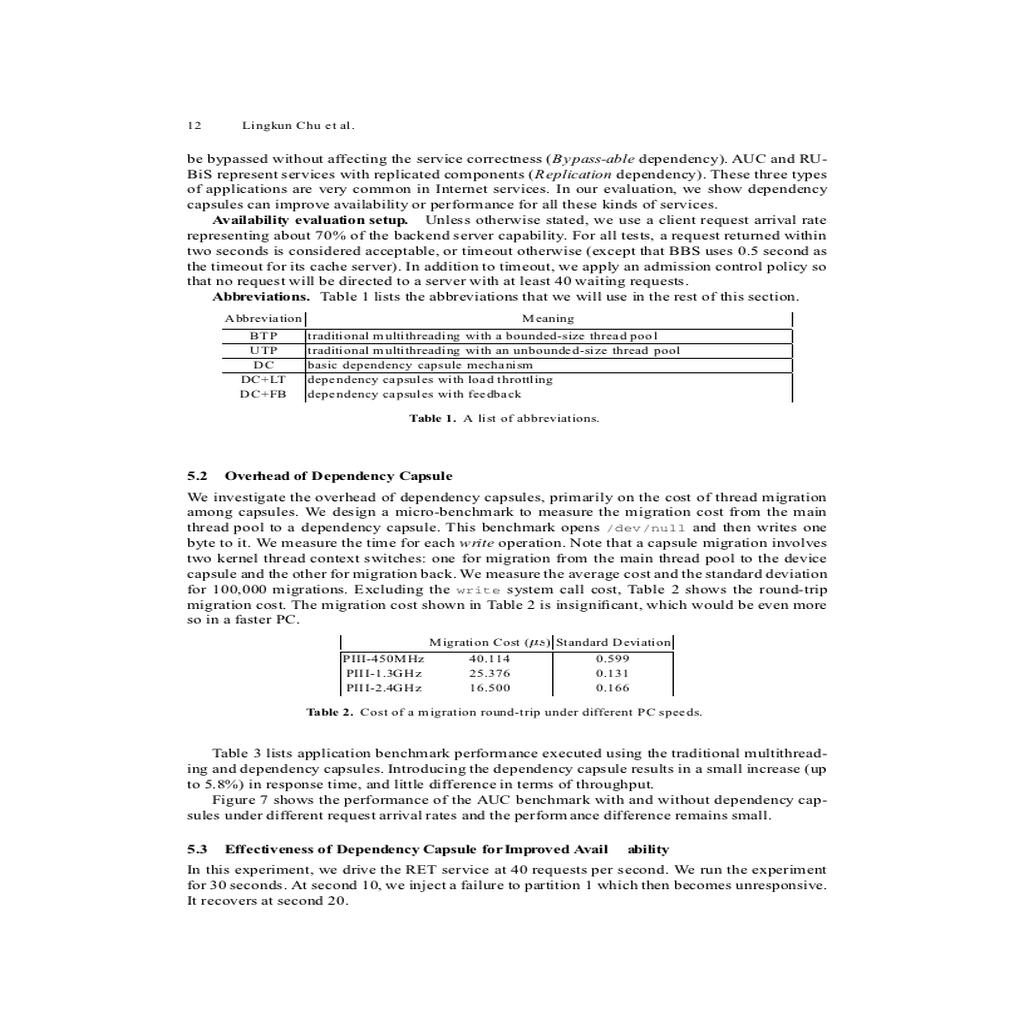 12 Lingkun Chu et al.
be bypassed without affecting the service correctness (Bypass-able dependency). AUC and RU-
BiS represent services with replicated components (Replication dependency). These three types
of applications are very common in Internet services. In our evaluation, we show dependency
capsules can improve availability or performance for all these kinds of services.
Availability evaluation setup. Unless otherwise stated, we use a client request arrival rate
representing about 70% of the backend server capability. For all tests, a request returned within
two seconds is considered acceptable, or timeout otherwise (except that BBS uses 0.5 second as
the timeout for its cache server). In addition to timeout, we apply an admission control policy so
that no request will be directed to a server with at least 40 waiting requests.
Abbreviations. Table 1 lists the abbreviations that we will use in the rest of this section.
Abbreviation Meaning
BTP traditional multithreading with a bounded-size thread pool
UTP traditional multithreading with an unbounded-size thread pool
DC basic dependency capsule mechanism
DC+LT dependency capsules with load throttling
DC+FB dependency capsules with feedback
Table 1. A list of abbreviations.
5.2 Overhead of Dependency Capsule
We investigate the overhead of dependency capsules, primarily on the cost of thread migration
among capsules. We design a micro-benchmark to measure the migration cost from the main
thread pool to a dependency capsule. This benchmark opens /dev/null and then writes one
byte to it. We measure the time for each write operation. Note that a capsule migration involves
two kernel thread context switches: one for migration from the main thread pool to the device
capsule and the other for migration back. We measure the average cost and the standard deviation
for 100,000 migrations. Excluding the write system call cost, Table 2 shows the round-trip
migration cost. The migration cost shown in Table 2 is insignificant, which would be even more
so in a faster PC.
Migration Cost (μs) Standard Deviation
PIII-450MHz 40.114 0.599
PIII-1.3GHz 25.376 0.131
PIII-2.4GHz 16.500 0.166
Table 2. Cost of a migration round-trip under different PC speeds.
Table 3 lists application benchmark performance executed using the traditional multithread-
ing and dependency capsules. Introducing the dependency capsule results in a small increase (up
to 5.8%) in response time, and little difference in terms of throughput.
Figure 7 shows the performance of the AUC benchmark with and without dependency cap-
sules under different request arrival rates and the performance difference remains small.
5.3 Effectiveness of Dependency Capsule for Improved Avail ability
In this experiment, we drive the RET service at 40 requests per second. We run the experiment
for 30 seconds. At second 10, we inject a failure to partition 1 which then becomes unresponsive.
It recovers at second 20.